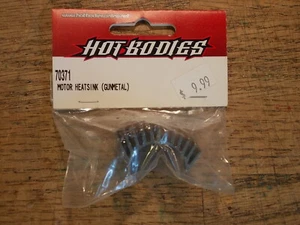 HOT BODIES
70371
MOTOR HEATSINK (GUNMETAL)
$ 9.99